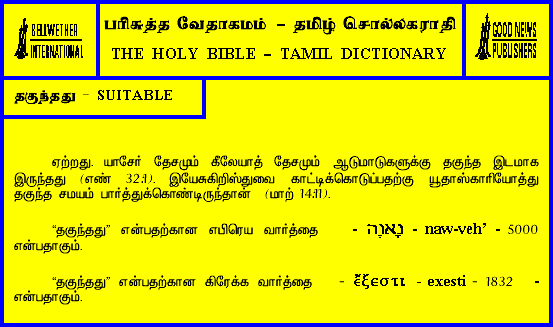 BELLWETHER
INTERNATIONAL
பரிசுத்த வேதாகமம் – தமிழ் சொல்லகராதி
THE HOLY BIBLE – TAMIL DICTIONARY
GOOD NEWS
PUBLISHERS
தகுந்தது – SUITABLE
ஏற்றது. யாசேர் தேசமும் கீலேயாத் தேசமும் ஆடுமாடுகளுக்கு தகுந்த இடமாக
இருந்தது (எண் 32:1). இயேசுகிறிஸ்துவை காட்டிக்கொடுப்பதற்கு யூதாஸ்காரியோத்து
தகுந்த சமயம் பார்த்துக்கொண்டிருந்தான் (மாற் 14:11).
“தகுந்தது” என்பதற்கான எபிரெய வார்த்தை - נָאוֶה - naw-veh’ - 5000
என்பதாகும்.
“தகுந்தது” என்பதற்கான கிரேக்க வார்த்தை - ἔξεστι - exesti - 1832 -
என்பதாகும்.